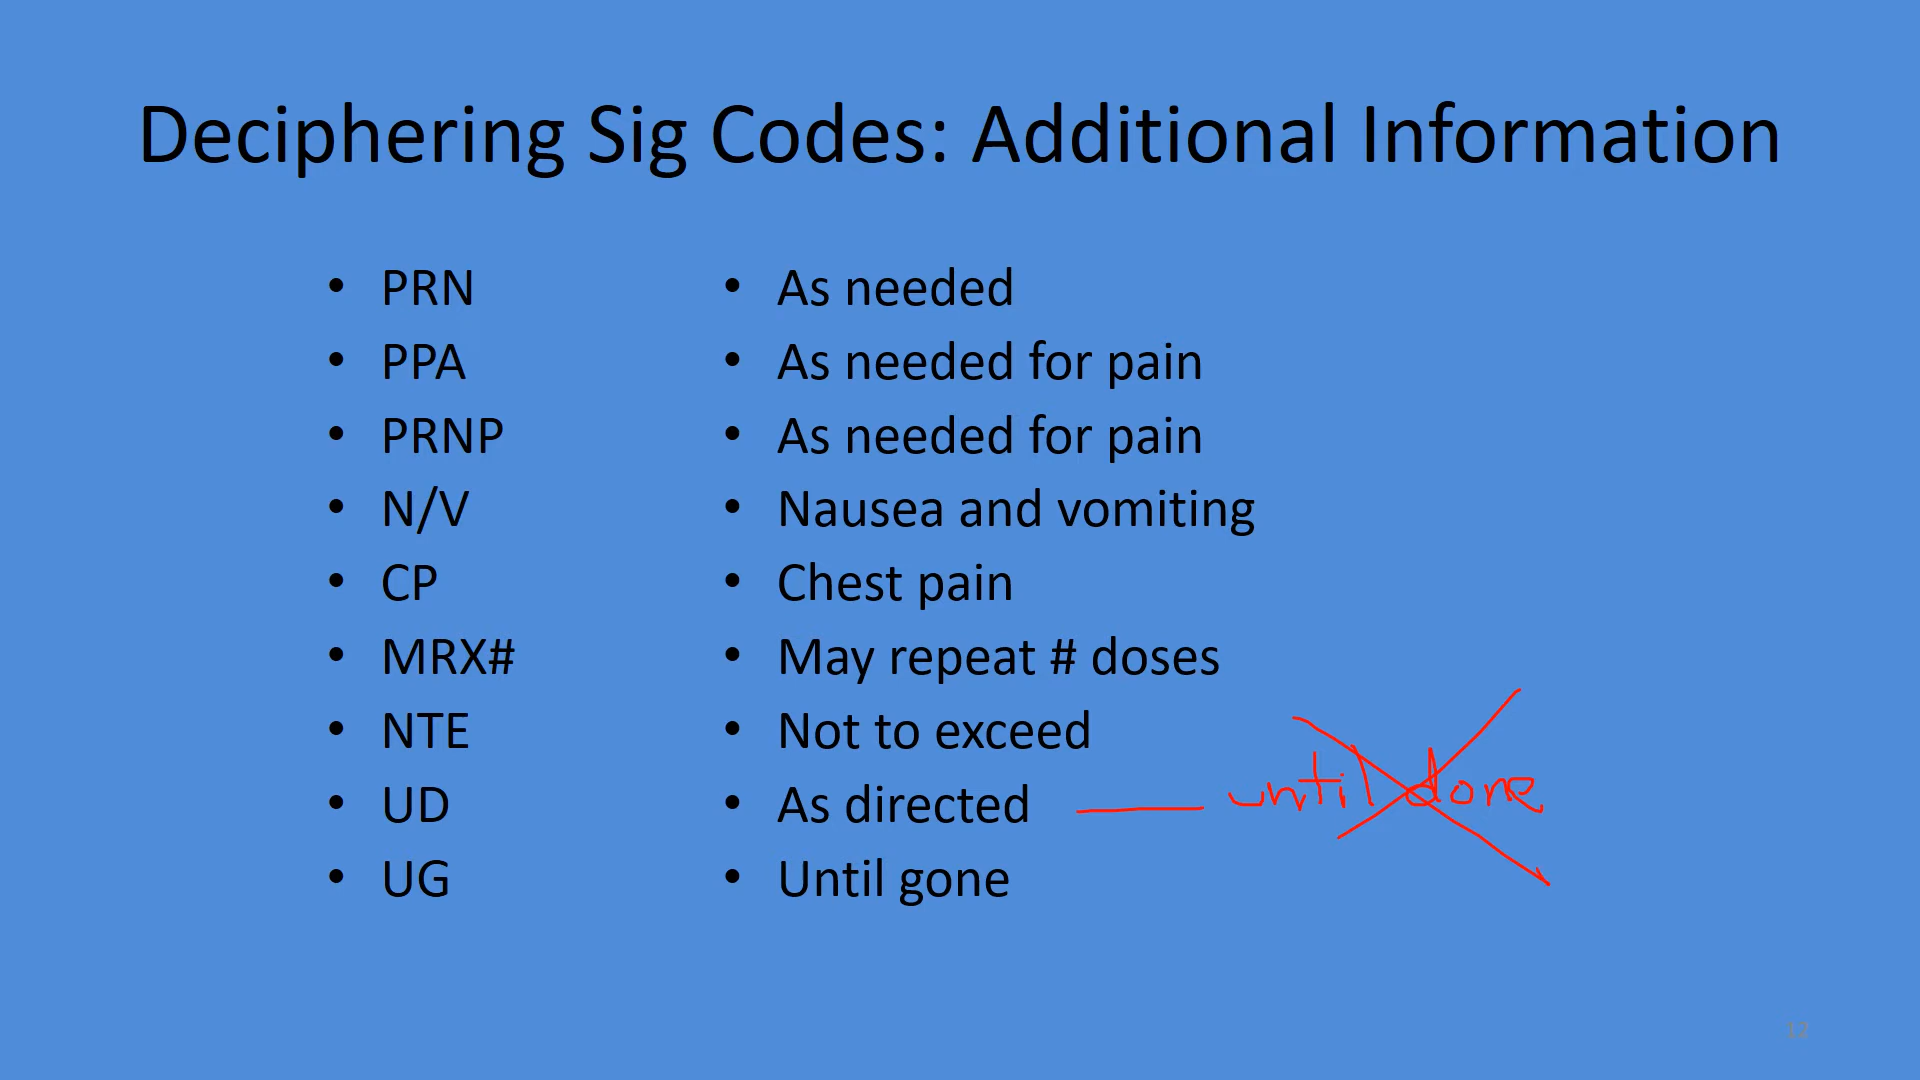 Deciphering Sig Codes: Additional Information
• PRN • As needed
• PPA • As needed for pain
• PRNP • As needed for pain
• N/V • Nausea and vomiting
• CP • Chest pain
• MRX# • May repeat # doses
• NTE • Not to exceed
• UD • As directed until done
• UG • Until gone
12